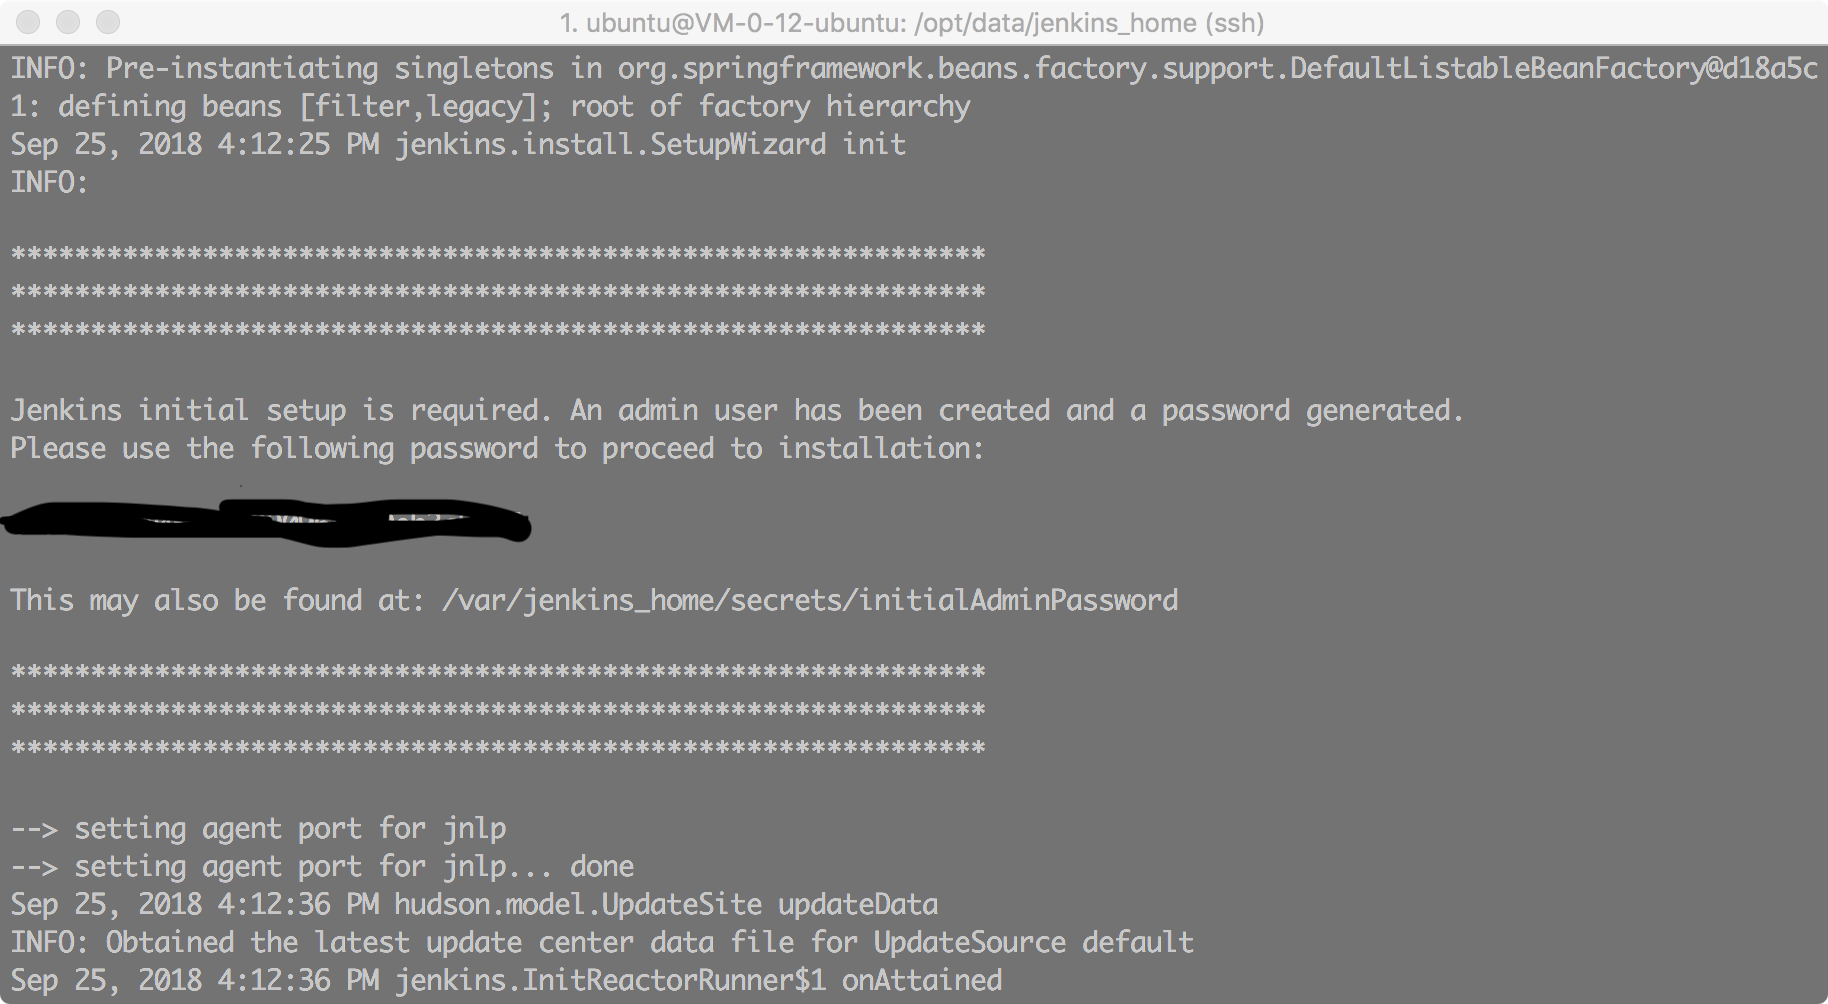 1. ubuntu@VM-0-12-ubuntu: /opt/data/jenkins_home (ssh)
INFO: Pre-instantiating singletons in org.springframework.beans.factory.support.DefaultListableBeanFactory@d18a5c
1: defining beans [filter,legacy]; root of factory hierarchy
Sep 25, 2018 4:12:25 PM jenkins.install.SetupWizard init
INFO:
*************************************************************
*************************************************************
*************************************************************
Jenkins initial setup is required. An admin user has been created and a password generated.
Please use the following password to proceed to installation:
This may also be found at: /var/jenkins_home/secrets/initialAdminPassword
*************************************************************
*************************************************************
*************************************************************
--> setting agent port for jnlp
--> setting agent port for jnlp... done
Sep 25, 2018 4:12:36 PM hudson.model.UpdateSite updateData
INFO: Obtained the latest update center data file for UpdateSource default
Sep 25, 2018 4:12:36 PM jenkins.InitReactorRunner$1 onAttained